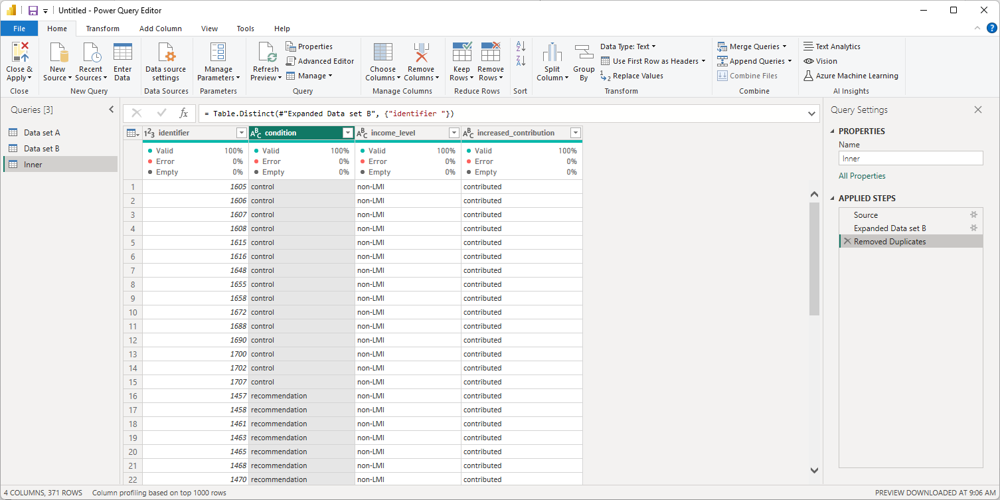 Untitled - Power Query Editor
File Home Transform Add Column View Tools Help
Close & Apply
New Source
Recent Sources
Enter Data
Data source settings
Manage Parameters
Refresh Preview
Properties
Advanced Editor
Manage
Choose Columns
Remove Columns
Keep Rows
Remove Rows
Split Column
Group By
Data Type: Text
Use First Row as Headers
Replace Values
Merge Queries
Append Queries
Combine Files
Text Analytics
Vision
Azure Machine Learning
Close New Query Data Sources Parameters Query Manage Columns Reduce Rows Sort Transform Combine AI Insights
Queries [3]
Data set A
Data set B
Inner
fx = Table.Distinct(#"Expanded Data set B", {"identifier "})
123 identifier ABC condition ABC income_level ABC increased_contribution
Valid 100% Valid 100% Valid 100% Valid 100%
Error 0% Error 0% Error 0% Error 0%
Empty 0% Empty 0% Empty 0% Empty 0%
1 1605 control non-LMI contributed
2 1606 control non-LMI contributed
3 1607 control non-LMI contributed
4 1608 control non-LMI contributed
5 1615 control non-LMI contributed
6 1616 control non-LMI contributed
7 1648 control non-LMI contributed
8 1655 control non-LMI contributed
9 1658 control non-LMI contributed
10 1672 control non-LMI contributed
11 1688 control non-LMI contributed
12 1690 control non-LMI contributed
13 1700 control non-LMI contributed
14 1702 control non-LMI contributed
15 1707 control non-LMI contributed
16 1457 recommendation non-LMI contributed
17 1458 recommendation non-LMI contributed
18 1461 recommendation non-LMI contributed
19 1463 recommendation non-LMI contributed
20 1465 recommendation non-LMI contributed
21 1468 recommendation non-LMI contributed
22 1470 recommendation non-LMI contributed
Query Settings
PROPERTIES
Name
Inner
All Properties
APPLIED STEPS
Source
Expanded Data set B
Removed Duplicates
4 COLUMNS, 371 ROWS Column profiling based on top 1000 rows PREVIEW DOWNLOADED AT 9:06 AM